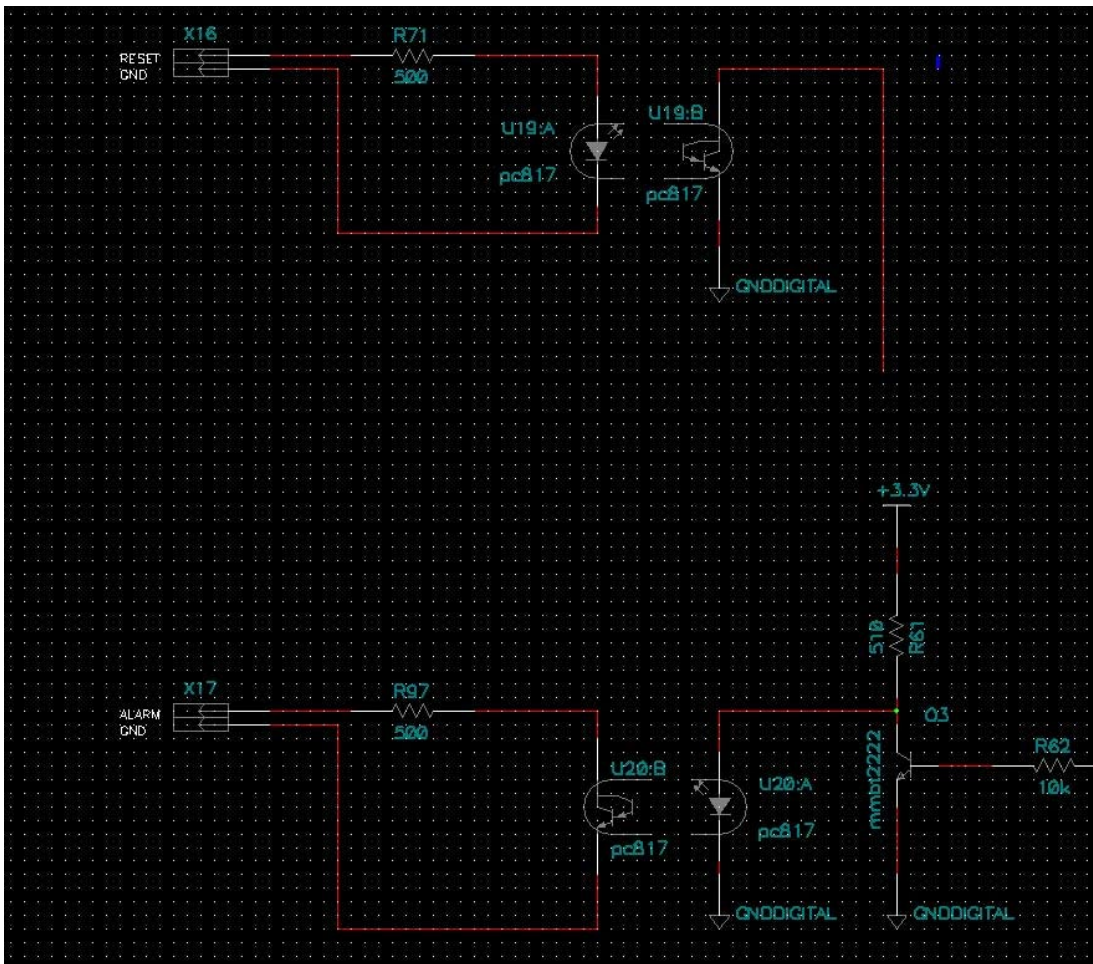 X16
RESET
GND
R71
500
U19:A
pc817
U19:B
pc817
GNDDIGITAL
+3.3V
510
R61
X17
ALARM
GND
R97
500
U20:B
pc817
U20:A
pc817
GNDDIGITAL
Q3
mmbt2222
R62
10k
GNDDIGITAL